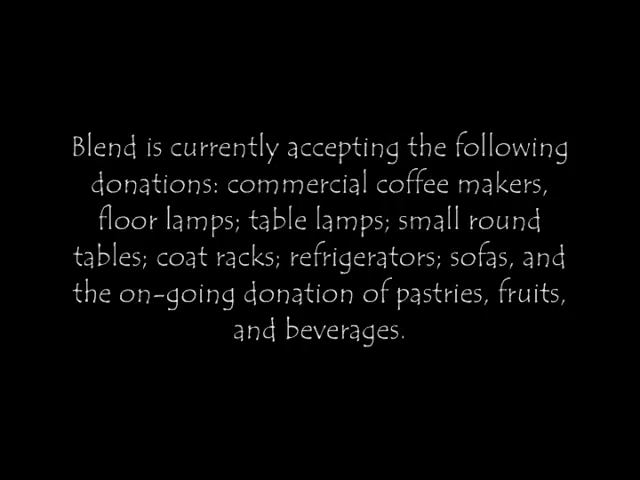 Blend is currently accepting the following
donations: commercial coffee makers,
floor lamps; table lamps; small round
tables; coat racks; refrigerators; sofas, and
the on-going donation of pastries, fruits,
and beverages.